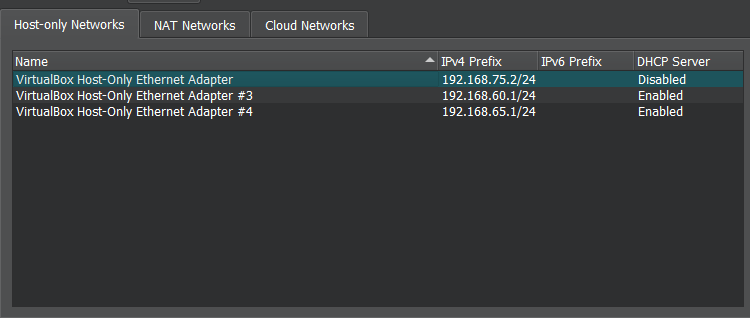 Host-only Networks NAT Networks Cloud Networks
Name IPv4 Prefix IPv6 Prefix DHCP Server
VirtualBox Host-Only Ethernet Adapter 192.168.75.2/24 Disabled
VirtualBox Host-Only Ethernet Adapter #3 192.168.60.1/24 Enabled
VirtualBox Host-Only Ethernet Adapter #4 192.168.65.1/24 Enabled